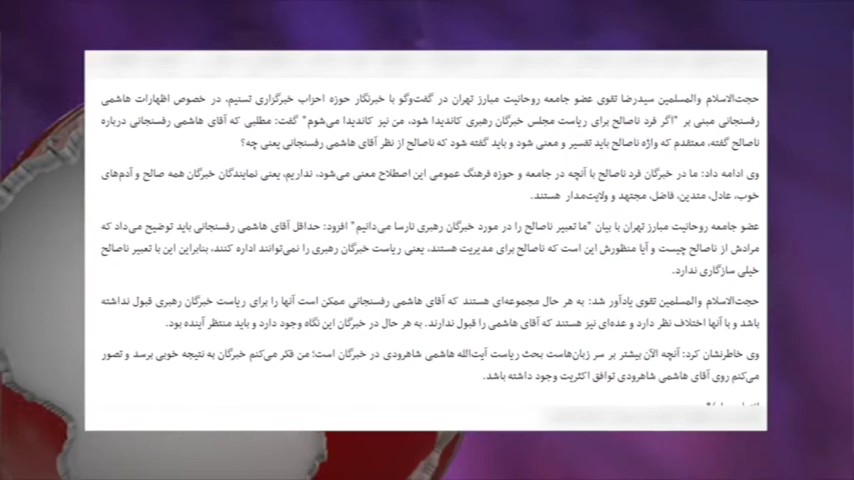 حجت‌الاسلام والمسلمین سیدرضا تقوی عضو جامعه روحانیت مبارز تهران در گفت‌وگو با خبرنگار حوزه احزاب خبرگزاری تسنیم، در خصوص اظهارات هاشمی
رفسنجانی مبنی بر "اگر فرد ناصالح برای ریاست مجلس خبرگان رهبری کاندیدا شود، من نیز کاندیدا می‌شوم" گفت: مطلبی که آقای هاشمی رفسنجانی درباره
ناصالح گفته، معتقدم که واژه ناصالح باید تفسیر و معنی شود و باید گفته شود که ناصالح از نظر آقای هاشمی رفسنجانی یعنی چه؟
وی ادامه داد: ما در خبرگان فرد ناصالح با آنچه در جامعه و حوزه فرهنگ عمومی این اصطلاح معنی می‌شود، نداریم، یعنی نمایندگان خبرگان همه صالح و آدم‌های
خوب، عادل، متدین، فاضل، مجتهد و ولایت‌مدار هستند.
عضو جامعه روحانیت مبارز تهران با بیان "ما تعبیر ناصالح را در مورد خبرگان رهبری نارسا می‌دانیم" افزود: حداقل آقای هاشمی رفسنجانی باید توضیح می‌داد که
مرادش از ناصالح چیست و آیا منظورش این است که ناصالح برای مدیریت هستند، یعنی ریاست خبرگان رهبری را نمی‌توانند اداره کنند، بنابراین این با تعبیر ناصالح
خیلی سازگاری ندارد.
حجت‌الاسلام والمسلمین تقوی یادآور شد: به هر حال مجموعه‌ای هستند که آقای هاشمی رفسنجانی ممکن است آنها را برای ریاست خبرگان رهبری قبول نداشته
باشد و با آنها اختلاف نظر دارد و عده‌ای نیز هستند که آقای هاشمی را قبول ندارند. به هر حال در خبرگان این نگاه وجود دارد و باید منتظر آینده بود.
وی خاطرنشان کرد: آنچه الآن بیشتر بر سر زبان‌هاست بحث ریاست آیت‌الله هاشمی شاهرودی در خبرگان است؛ من فکر می‌کنم خبرگان به نتیجه خوبی برسد و تصور
می‌کنم روی آقای هاشمی شاهرودی توافق اکثریت وجود داشته باشد.